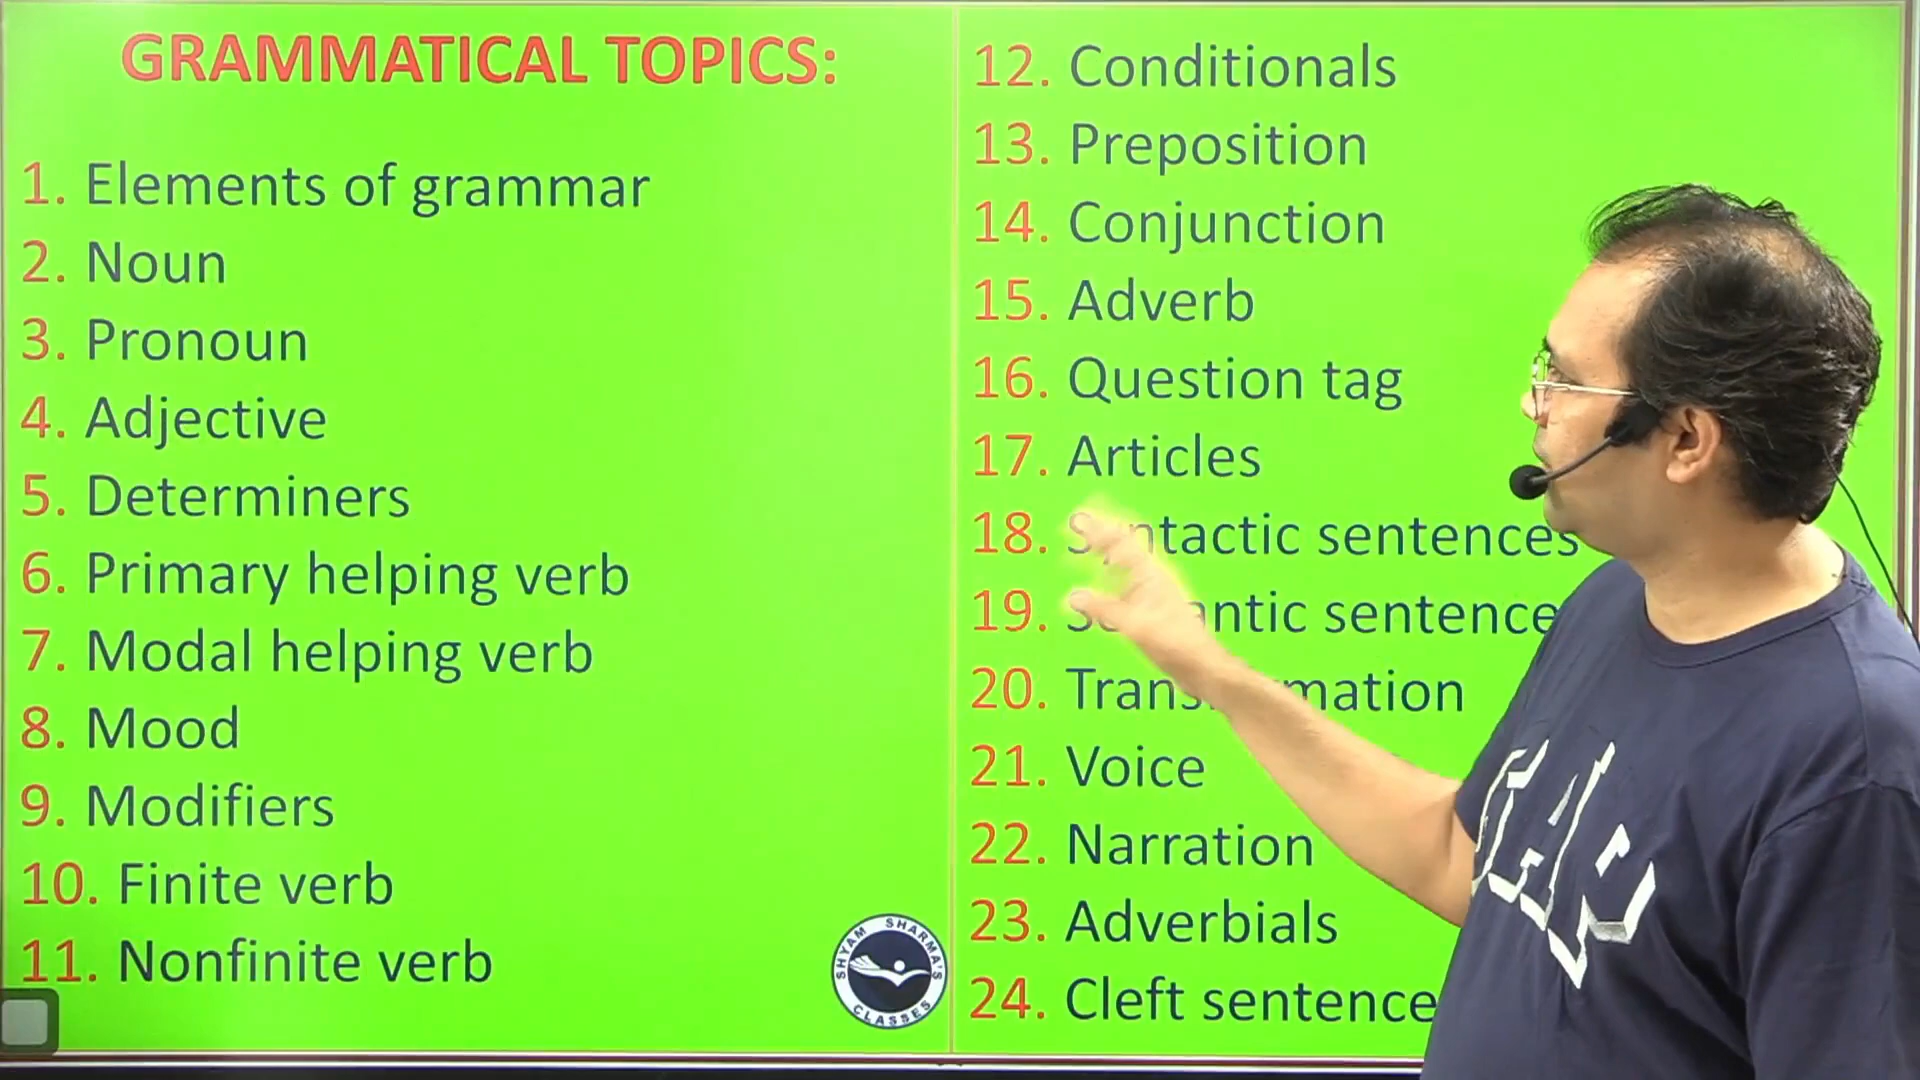 GRAMMATICAL TOPICS:
1. Elements of grammar
2. Noun
3. Pronoun
4. Adjective
5. Determiners
6. Primary helping verb
7. Modal helping verb
8. Mood
9. Modifiers
10. Finite verb
11. Nonfinite verb
SHYAM SHARMA'S
CLASSES
12. Conditionals
13. Preposition
14. Conjunction
15. Adverb
16. Question tag
17. Articles
18. Syntactic sentences
19. sentence
20.
21. Voice
22. Narration
23. Adverbials
24. Cleft sentence